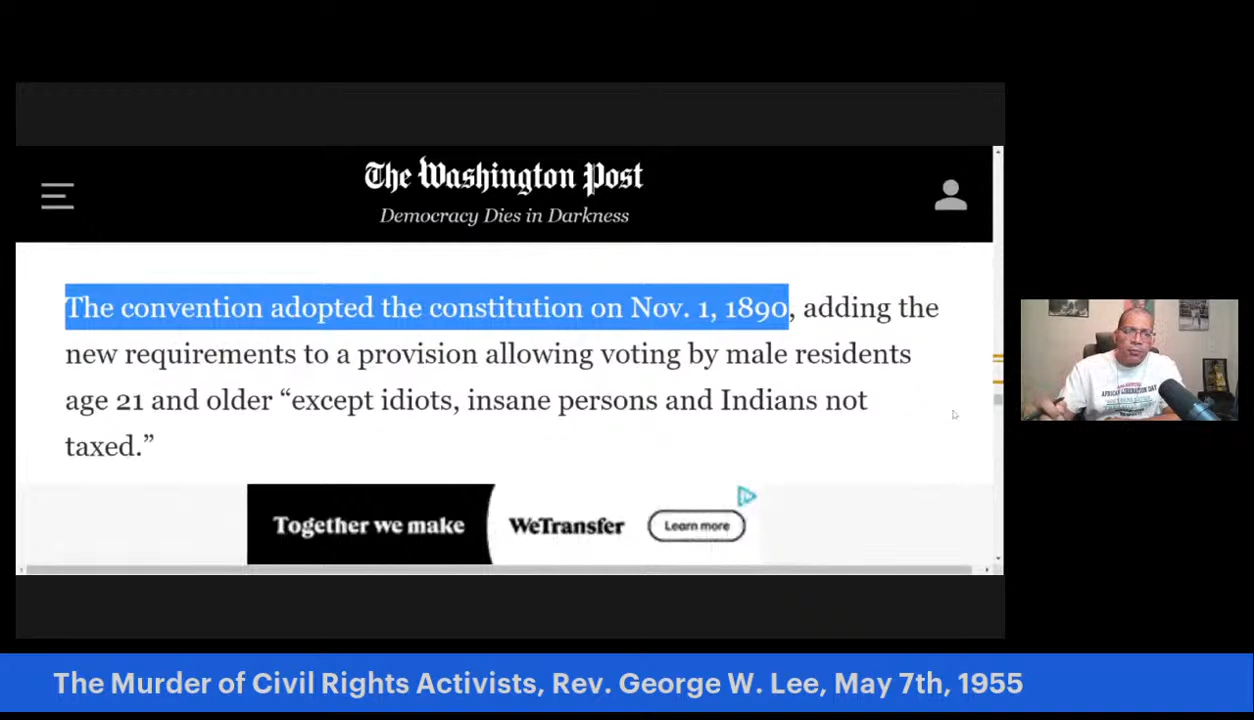 The Washington Post
Democracy Dies in Darkness
The convention adopted the constitution on Nov. 1, 1890, adding the
new requirements to a provision allowing voting by male residents
age 21 and older “except idiots, insane persons and Indians not
taxed.”
Together we make
WeTransfer
Learn more
AFRICAN LIBERATION DAY
The Murder of Civil Rights Activists, Rev. George W. Lee, May 7th, 1955